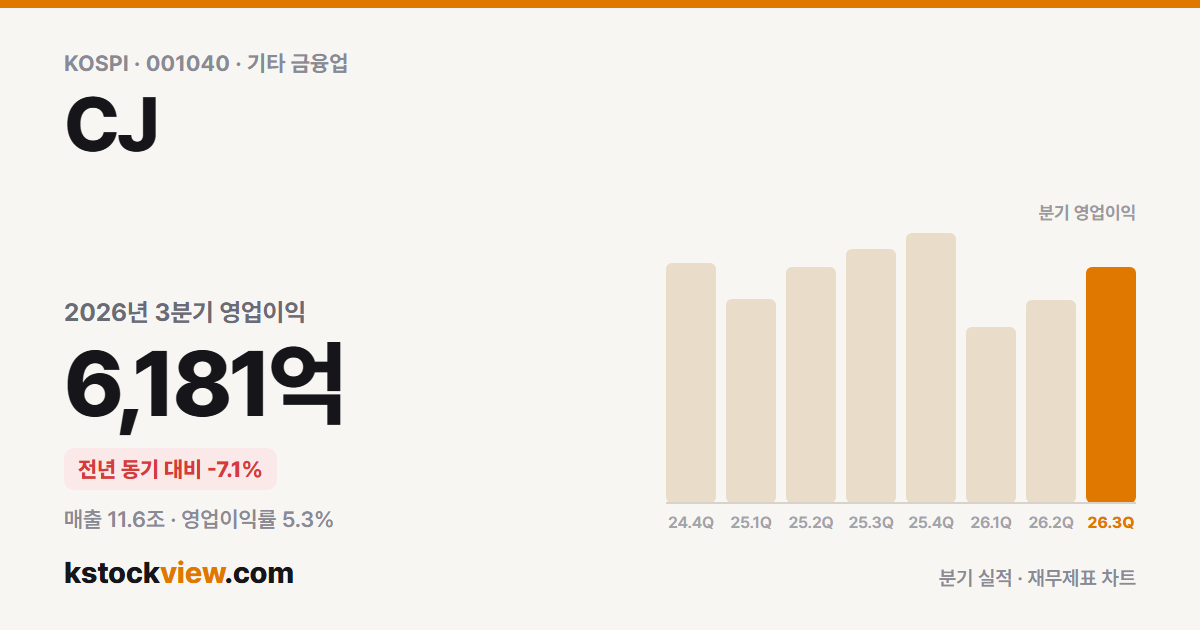 KOSPI · 001040 · 기타 금융업
CJ
2026년 3분기 영업이익
6,181억
전년 동기 대비 -7.1%
매출 11.6조 · 영업이익률 5.3%
kstockview.com
분기 영업이익
24.4Q 25.1Q 25.2Q 25.3Q 25.4Q 26.1Q 26.2Q 26.3Q
분기 실적 · 재무제표 차트